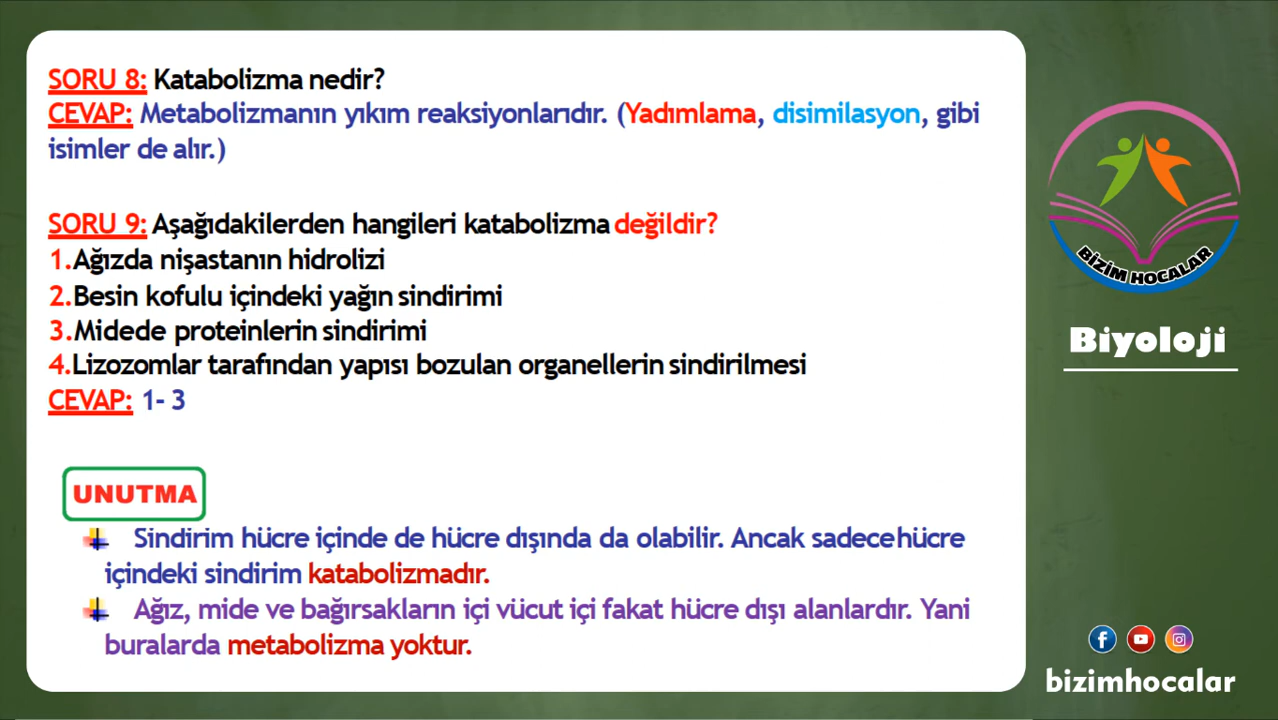 SORU 8: Katabolizma nedir?
CEVAP: Metabolizmanın yıkım reaksiyonlarıdır. (Yadımlama, disimilasyon, gibi
isimler de alır.)
SORU 9: Aşağıdakilerden hangileri katabolizma değildir?
1.Ağızda nişastanın hidrolizi
2.Besin kofulu içindeki yağın sindirimi
3.Midede proteinlerin sindirimi
4.Lizozomlar tarafından yapısı bozulan organellerin sindirilmesi
CEVAP: 1- 3
UNUTMA
Sindirim hücre içinde de hücre dışında da olabilir. Ancak sadece hücre
içindeki sindirim katabolizmadır.
Ağız, mide ve bağırsakların içi vücut içi fakat hücre dışı alanlardır. Yani
buralarda metabolizma yoktur.
BİZİM HOCALAR
Biyoloji
bizimhocalar